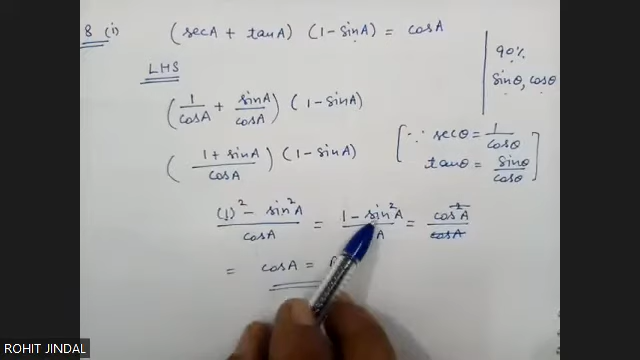 8 (i) (secA + tanA) (1 - sinA) = cosA
LHS
90%
sinθ, cosθ
(1/cosA + sinA/cosA) (1 - sinA)
(1 + sinA/cosA) (1 - sinA)
[∵ secθ = 1/cosθ
tanθ = sinθ/cosθ]
(1)² - sin²A/cosA = 1 - sin²A/A = cos²A/cosA
= cosA =
ROHIT JINDAL